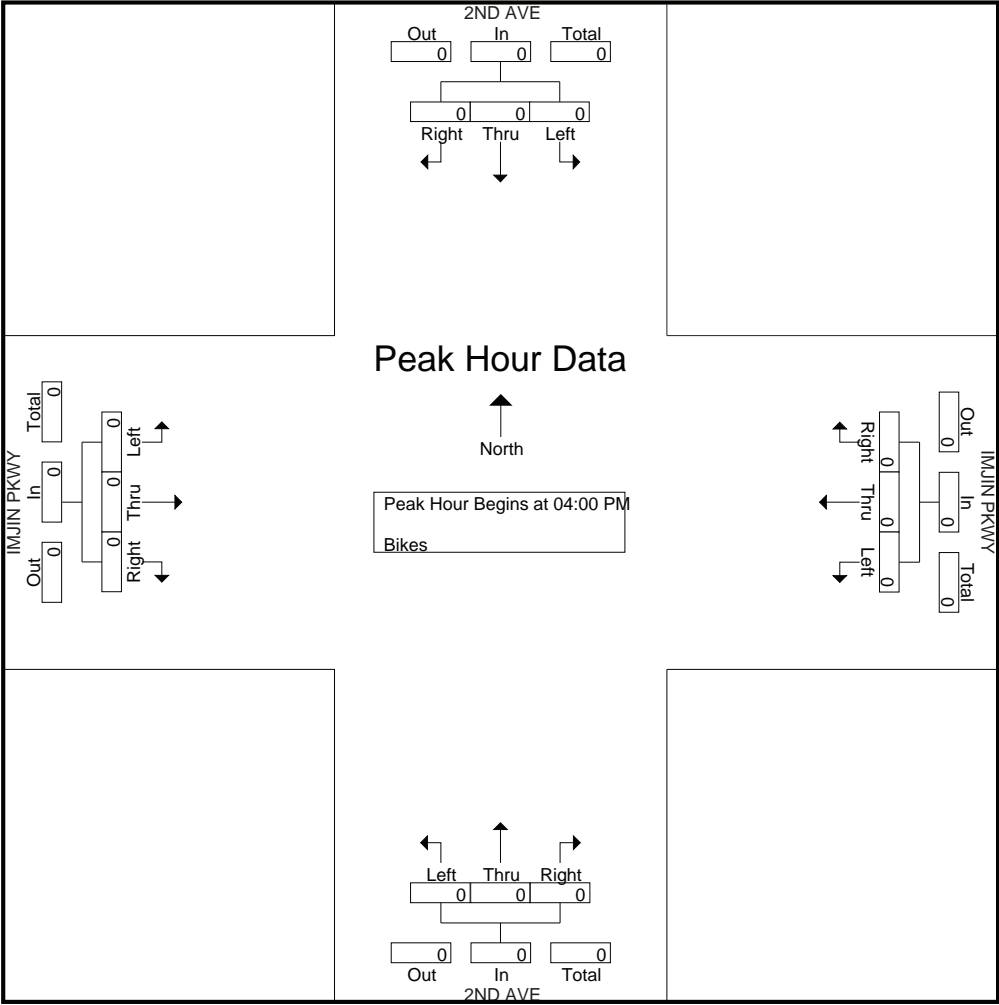 2ND AVE
Out In Total
0 0 0
0 0 0
Right Thru Left
Peak Hour Data
North
Peak Hour Begins at 04:00 PM
Bikes
IMJIN PKWY
Total In Out
0 0 0
0 0 0
Left Thru Right
Right Thru Left
0 0 0
Out In Total
0 0 0
IMJIN PKWY
Left Thru Right
0 0 0
0 0 0
Out In Total
2ND AVE